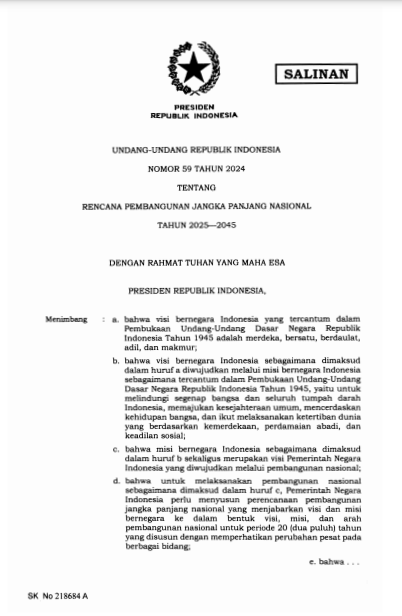 SALINAN
PRESIDEN
REPUBLIK INDONESIA
UNDANG-UNDANG REPUBLIK INDONESIA
NOMOR 59 TAHUN 2024
TENTANG
RENCANA PEMBANGUNAN JANGKA PANJANG NASIONAL
TAHUN 2025—2045
DENGAN RAHMAT TUHAN YANG MAHA ESA
PRESIDEN REPUBLIK INDONESIA,
Menimbang : a. bahwa visi bernegara Indonesia yang tercantum dalam
Pembukaan Undang-Undang Dasar Negara Republik
Indonesia Tahun 1945 adalah merdeka, bersatu, berdaulat,
adil, dan makmur;
b. bahwa visi bernegara Indonesia sebagaimana dimaksud
dalam huruf a diwujudkan melalui misi bernegara Indonesia
sebagaimana tercantum dalam Pembukaan Undang-Undang
Dasar Negara Republik Indonesia Tahun 1945, yaitu untuk
melindungi segenap bangsa dan seluruh tumpah darah
Indonesia, memajukan kesejahteraan umum, mencerdaskan
kehidupan bangsa, dan ikut melaksanakan ketertiban dunia
yang berdasarkan kemerdekaan, perdamaian abadi, dan
keadilan sosial;
c. bahwa misi bernegara Indonesia sebagaimana dimaksud
dalam huruf b sekaligus merupakan visi Pemerintah Negara
Indonesia yang diwujudkan melalui pembangunan nasional;
d. bahwa untuk melaksanakan pembangunan nasional
sebagaimana dimaksud dalam huruf c, Pemerintah Negara
Indonesia perlu menyusun perencanaan pembangunan
jangka panjang nasional yang menjabarkan visi dan misi
bernegara ke dalam bentuk visi, misi, dan arah
pembangunan nasional untuk periode 20 (dua puluh) tahun
yang disusun dengan memperhatikan perubahan pesat pada
berbagai bidang;
e. bahwa . . .
SK No 218684 A